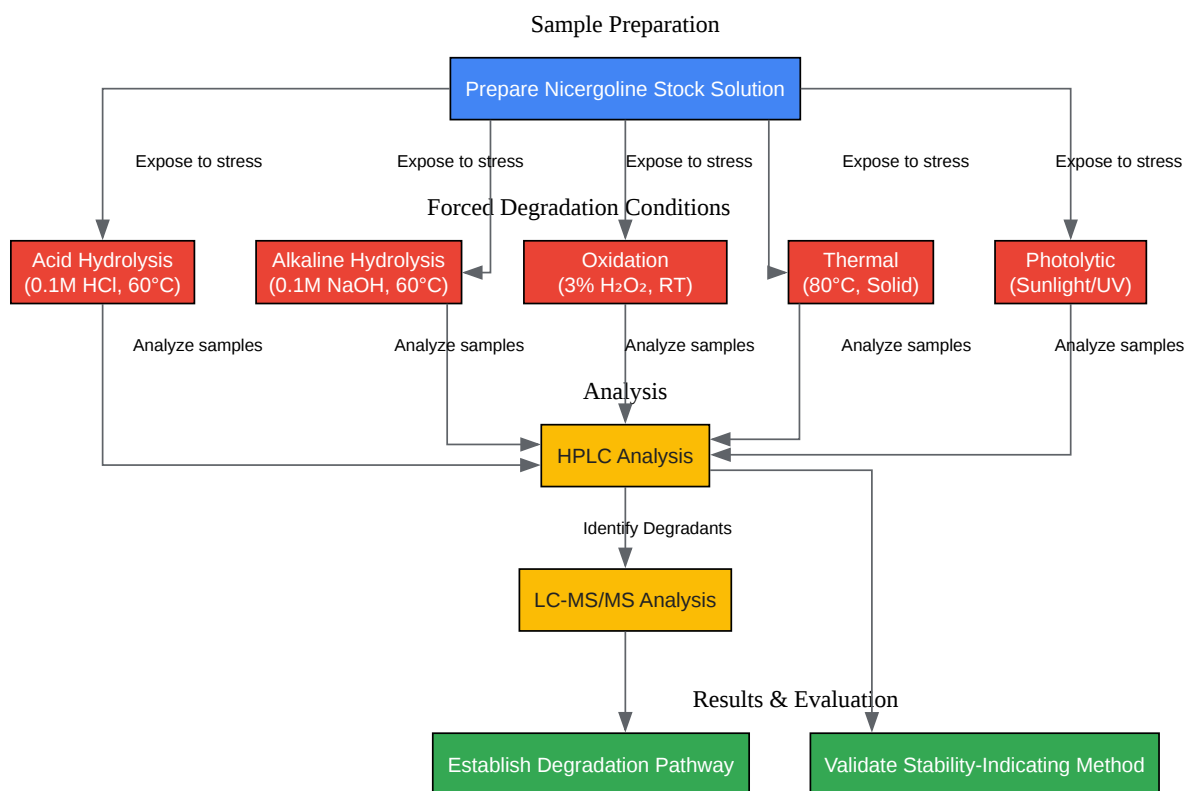 Sample Preparation
Prepare Nicergoline Stock Solution
Expose to stress
Expose to stress
Expose to stress
Expose to stress
Expose to stress
Forced Degradation Conditions
Acid Hydrolysis
(0.1M HCl, 60°C)
Alkaline Hydrolysis
(0.1M NaOH, 60°C)
Oxidation
(3% H₂O₂, RT)
Thermal
(80°C, Solid)
Photolytic
(Sunlight/UV)
Analyze samples
Analyze samples
Analyze samples
Analyze samples
Analyze samples
Analysis
HPLC Analysis
Identify Degradants
LC-MS/MS Analysis
Results & Evaluation
Establish Degradation Pathway
Validate Stability-Indicating Method